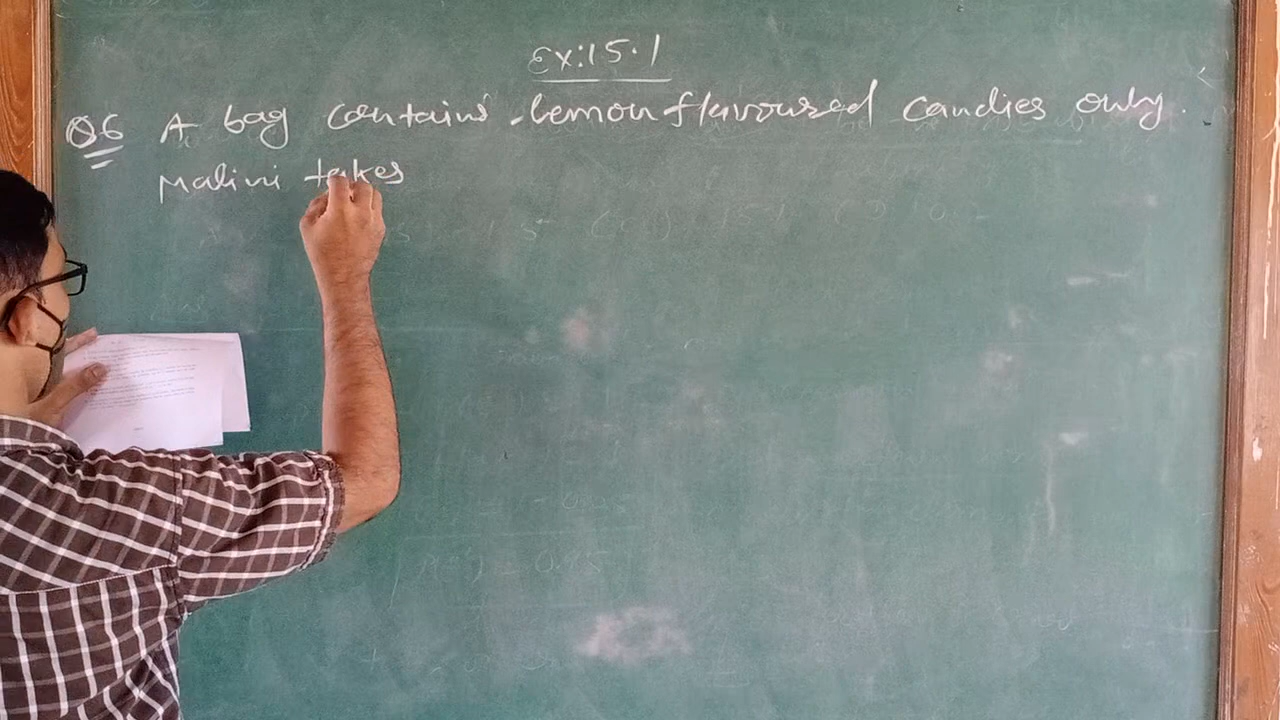 Ex:15.1
Q6 A bag contains lemon flavoured candies only.
Malini takes